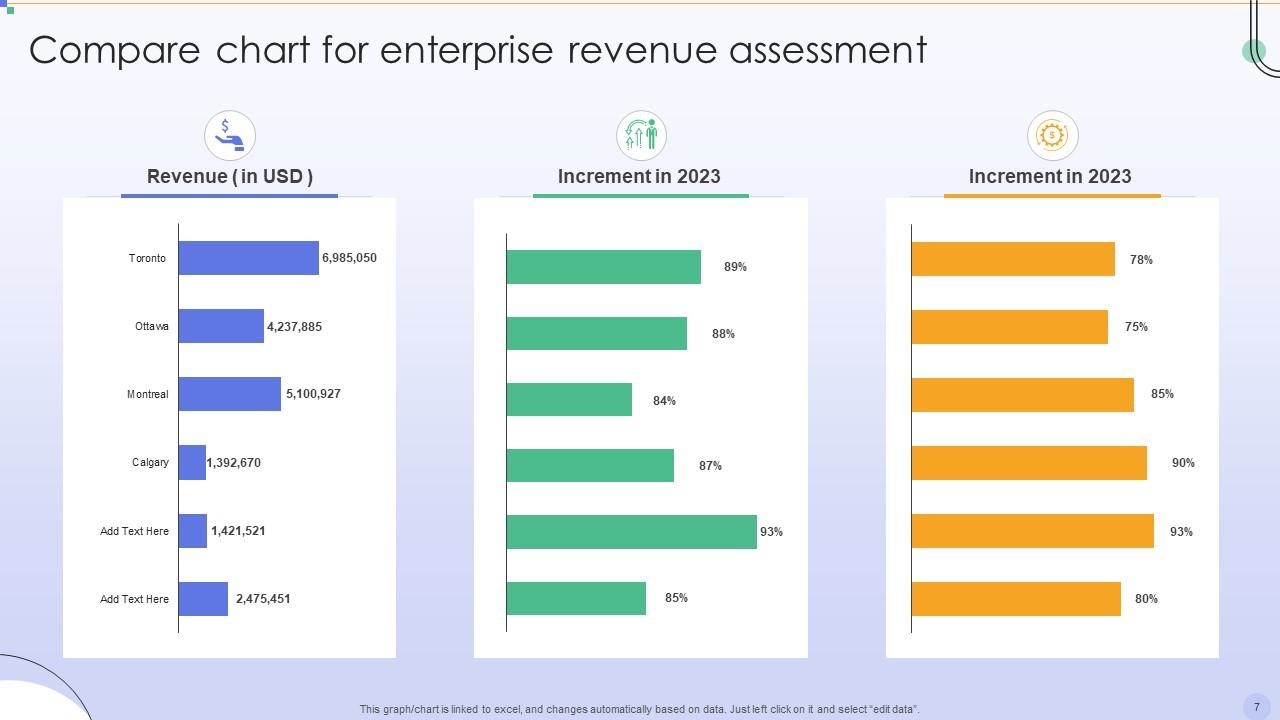 Compare chart for enterprise revenue assessment
$
$
Revenue ( in USD )
Increment in 2023
Increment in 2023
Toronto 6,985,050
Ottawa 4,237,885
Montreal 5,100,927
Calgary 1,392,670
Add Text Here 1,421,521
Add Text Here 2,475,451
89%
88%
84%
87%
93%
85%
78%
75%
85%
90%
93%
80%
This graph/chart is linked to excel, and changes automatically based on data. Just left click on it and select “edit data”.
7